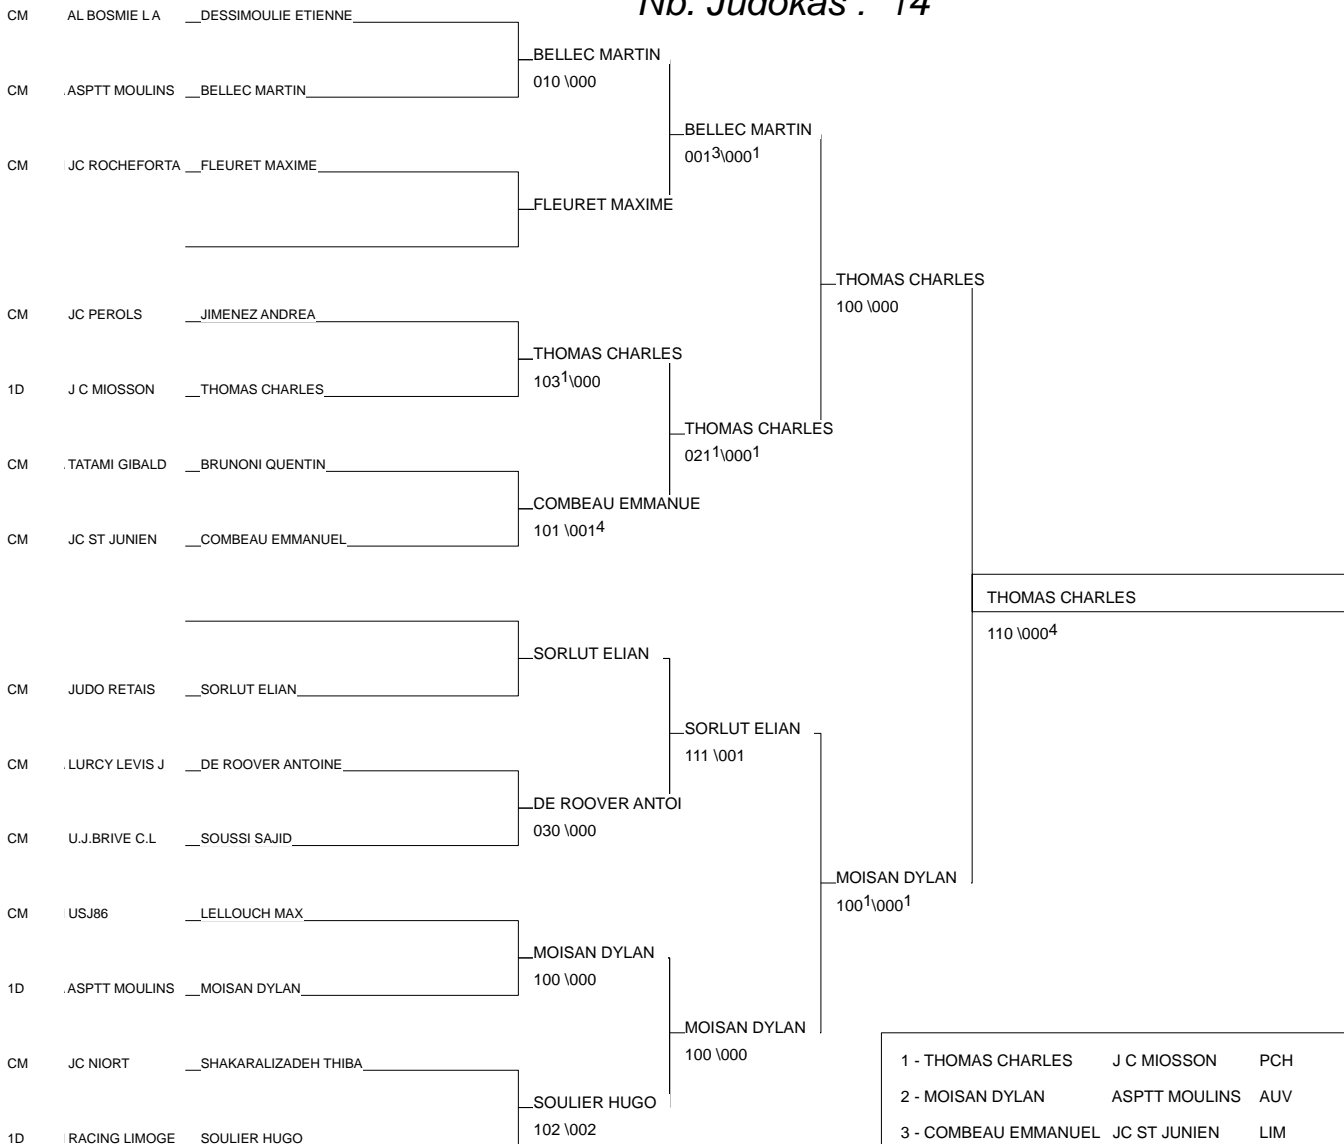 Nb. Judokas : 14
CM AL BOSMIE L A DESSIMOULIE ETIENNE
BELLEC MARTIN
010 \000
CM ASPTT MOULINS BELLEC MARTIN
BELLEC MARTIN
001³\000¹
CM JC ROCHEFORTA FLEURET MAXIME
FLEURET MAXIME
THOMAS CHARLES
100 \000
CM JC PEROLS JIMENEZ ANDREA
THOMAS CHARLES
103¹\000
1D J C MIOSSON THOMAS CHARLES
THOMAS CHARLES
021¹\000¹
CM TATAMI GIBALD BRUNONI QUENTIN
COMBEAU EMMANUE
101 \001⁴
CM JC ST JUNIEN COMBEAU EMMANUEL
THOMAS CHARLES
110 \000⁴
SORLUT ELIAN
CM JUDO RETAIS SORLUT ELIAN
SORLUT ELIAN
111 \001
CM LURCY LEVIS J DE ROOVER ANTOINE
DE ROOVER ANTOI
030 \000
CM U.J.BRIVE C.L SOUSSI SAJID
MOISAN DYLAN
100¹\000¹
CM USJ86 LELLOUCH MAX
MOISAN DYLAN
100 \000
1D ASPTT MOULINS MOISAN DYLAN
MOISAN DYLAN
100 \000
CM JC NIORT SHAKARALIZADEH THIBA
SOULIER HUGO
102 \002
1D RACING LIMOGE SOULIER HUGO
1 - THOMAS CHARLES J C MIOSSON PCH
2 - MOISAN DYLAN ASPTT MOULINS AUV
3 - COMBEAU EMMANUEL JC ST JUNIEN LIM